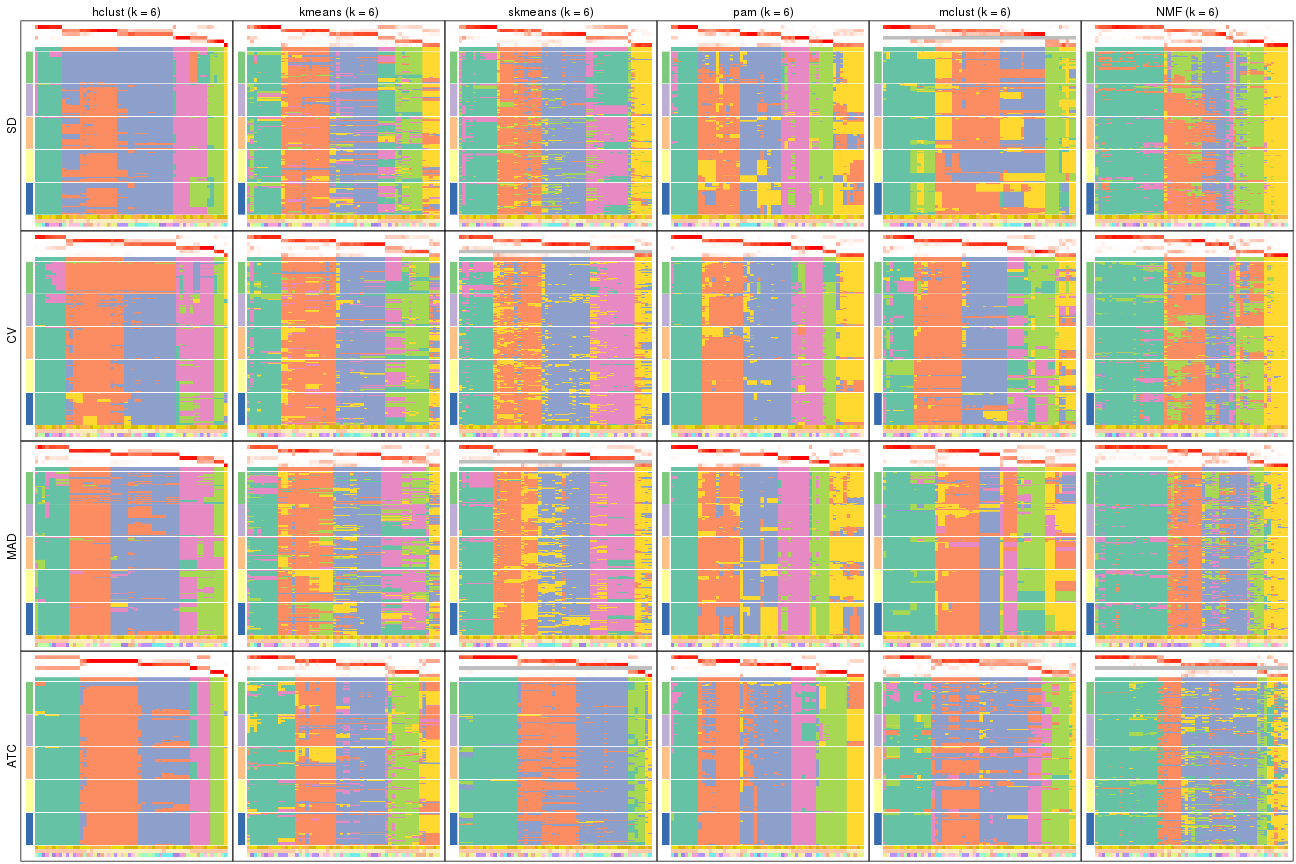 hclust (k = 6)
kmeans (k = 6)
skmeans (k = 6)
pam (k = 6)
mclust (k = 6)
NMF (k = 6)
SD
CV
MAD
ATC